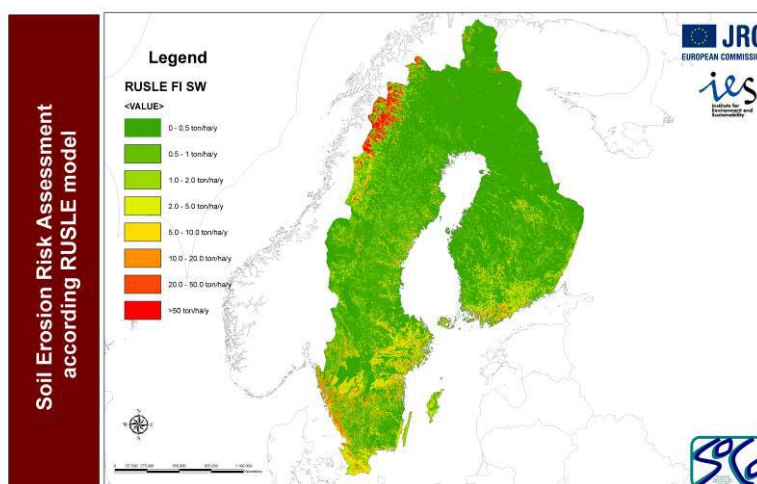 Soil Erosion Risk Assessment
according RUSLE model
Legend
RUSLE FI SW
<VALUE>
0 - 0.5 ton/ha/y
0.5 - 1 ton/ha/y
1.0 - 2.0 ton/ha/y
2.0 - 5.0 ton/ha/y
5.0 - 10.0 ton/ha/y
10.0 - 20.0 ton/ha/y
20.0 - 50.0 ton/ha/y
>50 ton/ha/y
JRC
EUROPEAN COMMISSI
ies
Institute for
Environment and
Sustainability
N
S
SoCo